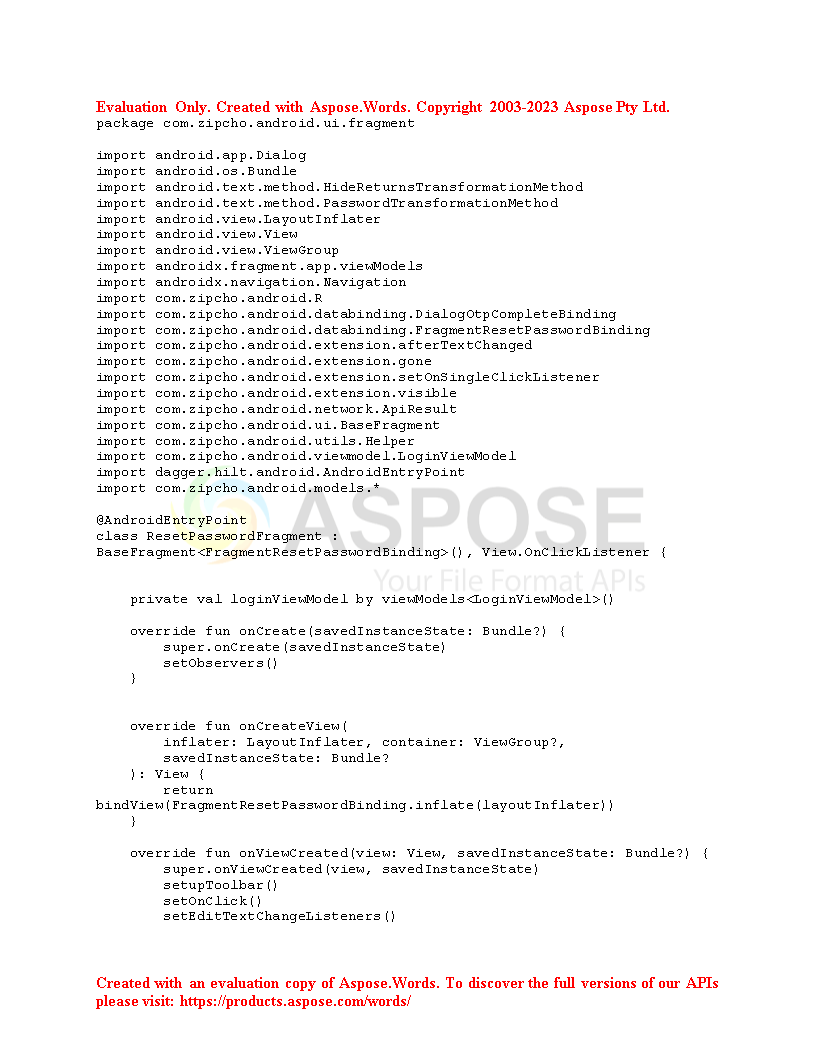 Evaluation Only. Created with Aspose.Words. Copyright 2003-2023 Aspose Pty Ltd.
package com.zipcho.android.ui.fragment
import android.app.Dialog
import android.os.Bundle
import android.text.method.HideReturnsTransformationMethod
import android.text.method.PasswordTransformationMethod
import android.view.LayoutInflater
import android.view.View
import android.view.ViewGroup
import androidx.fragment.app.viewModels
import androidx.navigation.Navigation
import com.zipcho.android.R
import com.zipcho.android.databinding.DialogOtpCompleteBinding
import com.zipcho.android.databinding.FragmentResetPasswordBinding
import com.zipcho.android.extension.afterTextChanged
import com.zipcho.android.extension.gone
import com.zipcho.android.extension.setOnSingleClickListener
import com.zipcho.android.extension.visible
import com.zipcho.android.network.ApiResult
import com.zipcho.android.ui.BaseFragment
import com.zipcho.android.utils.Helper
import com.zipcho.android.viewmodel.LoginViewModel
import dagger.hilt.android.AndroidEntryPoint
import com.zipcho.android.models.*
ASPOSE
Your File Format APIs
@AndroidEntryPoint
class ResetPasswordFragment :
BaseFragment<FragmentResetPasswordBinding>(), View.OnClickListener {
    private val loginViewModel by viewModels<LoginViewModel>()
    override fun onCreate(savedInstanceState: Bundle?) {
        super.onCreate(savedInstanceState)
        setObservers()
    }
    override fun onCreateView(
        inflater: LayoutInflater, container: ViewGroup?,
        savedInstanceState: Bundle?
    ): View {
        return
bindView(FragmentResetPasswordBinding.inflate(layoutInflater))
    }
    override fun onViewCreated(view: View, savedInstanceState: Bundle?) {
        super.onViewCreated(view, savedInstanceState)
        setupToolbar()
        setOnClick()
        setEditTextChangeListeners()
Created with an evaluation copy of Aspose.Words. To discover the full versions of our APIs
please visit: https://products.aspose.com/words/